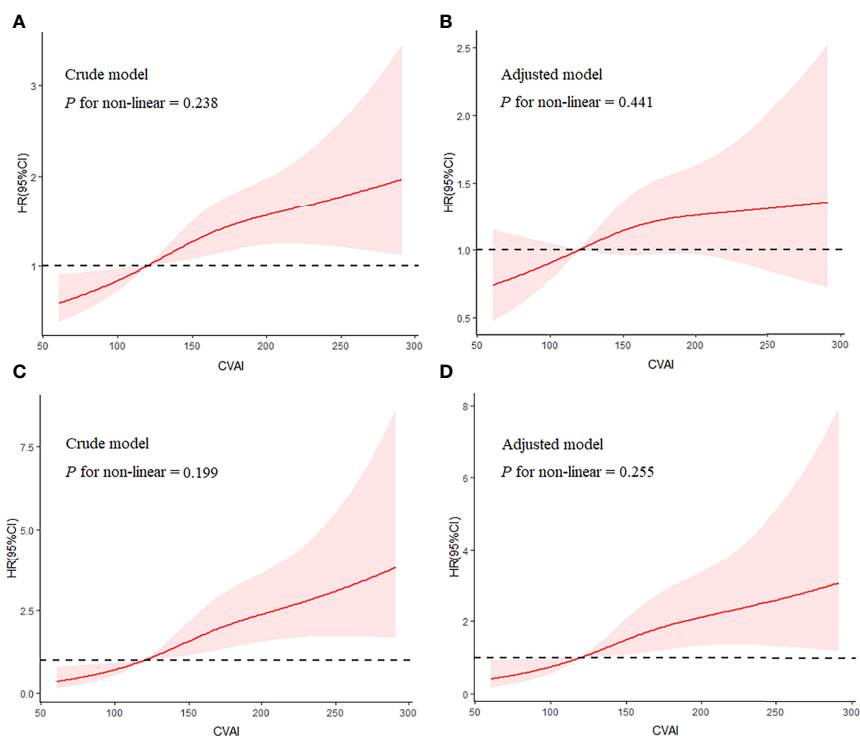 A
Crude model
P for non-linear = 0.238
HR(95%CI)
3
2
1
50 100 150 200 250 300
CVAI
B
Adjusted model
P for non-linear = 0.441
HR(95%CI)
2.5
2.0
1.5
1.0
0.5
50 100 150 200 250 300
CVAI
C
Crude model
P for non-linear = 0.199
HR(95%CI)
7.5
5.0
2.5
0.0
50 100 150 200 250 300
CVAI
D
Adjusted model
P for non-linear = 0.255
HR(95%CI)
8
6
4
2
0
50 100 150 200 250 300
CVAI